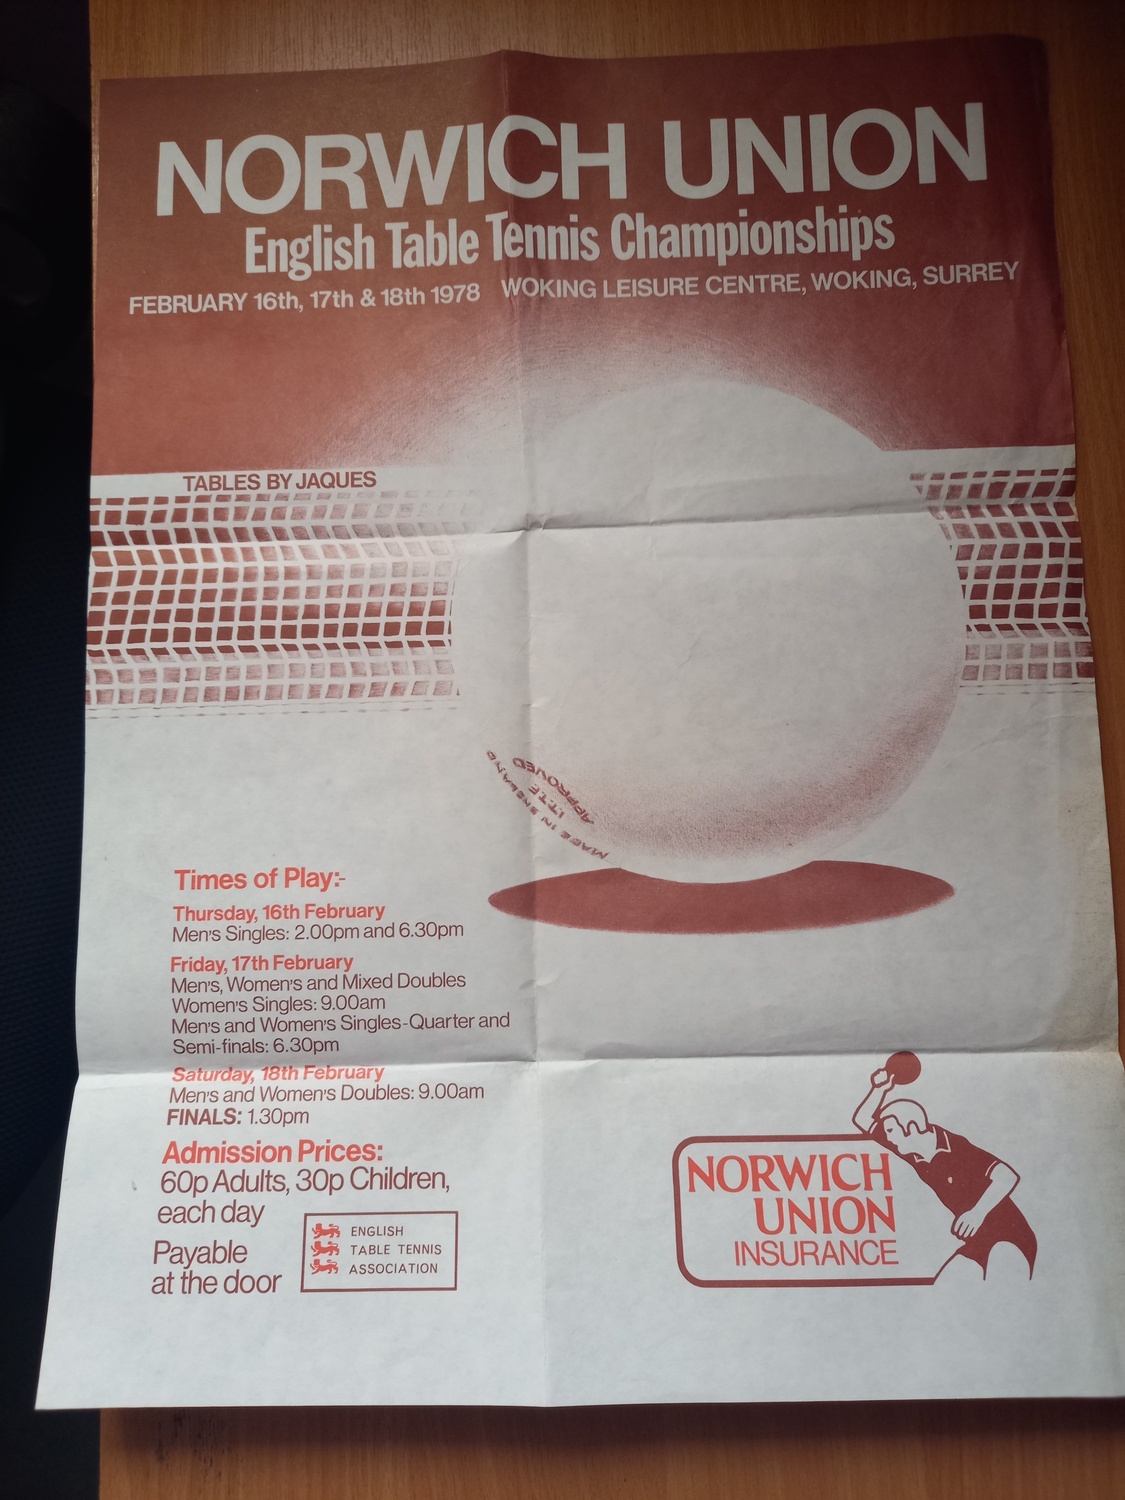 NORWICH UNION
English Table Tennis Championships
FEBRUARY 16th, 17th & 18th 1978 WOKING LEISURE CENTRE, WOKING, SURREY
TABLES BY JAQUES
APPROVED
I.T.T.F.
MADE IN ENGLAND
Times of Play:-
Thursday, 16th February
Men's Singles: 2.00pm and 6.30pm
Friday, 17th February
Men's, Women's and Mixed Doubles
Women's Singles: 9.00am
Men's and Women's Singles-Quarter and
Semi-finals: 6.30pm
Saturday, 18th February
Men's and Women's Doubles: 9.00am
FINALS: 1.30pm
Admission Prices:
60p Adults, 30p Children,
each day
Payable
at the door
ENGLISH
TABLE TENNIS
ASSOCIATION
NORWICH
UNION
INSURANCE